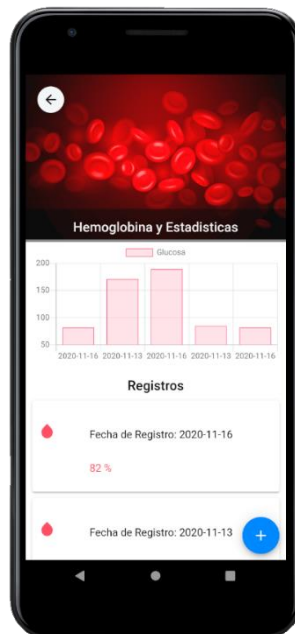 Hemoglobina y Estadisticas
Glucosa
200
150
100
50
2020-11-16 2020-11-13 2020-11-16 2020-11-13 2020-11-16
Registros
Fecha de Registro: 2020-11-16
82 %
Fecha de Registro: 2020-11-13